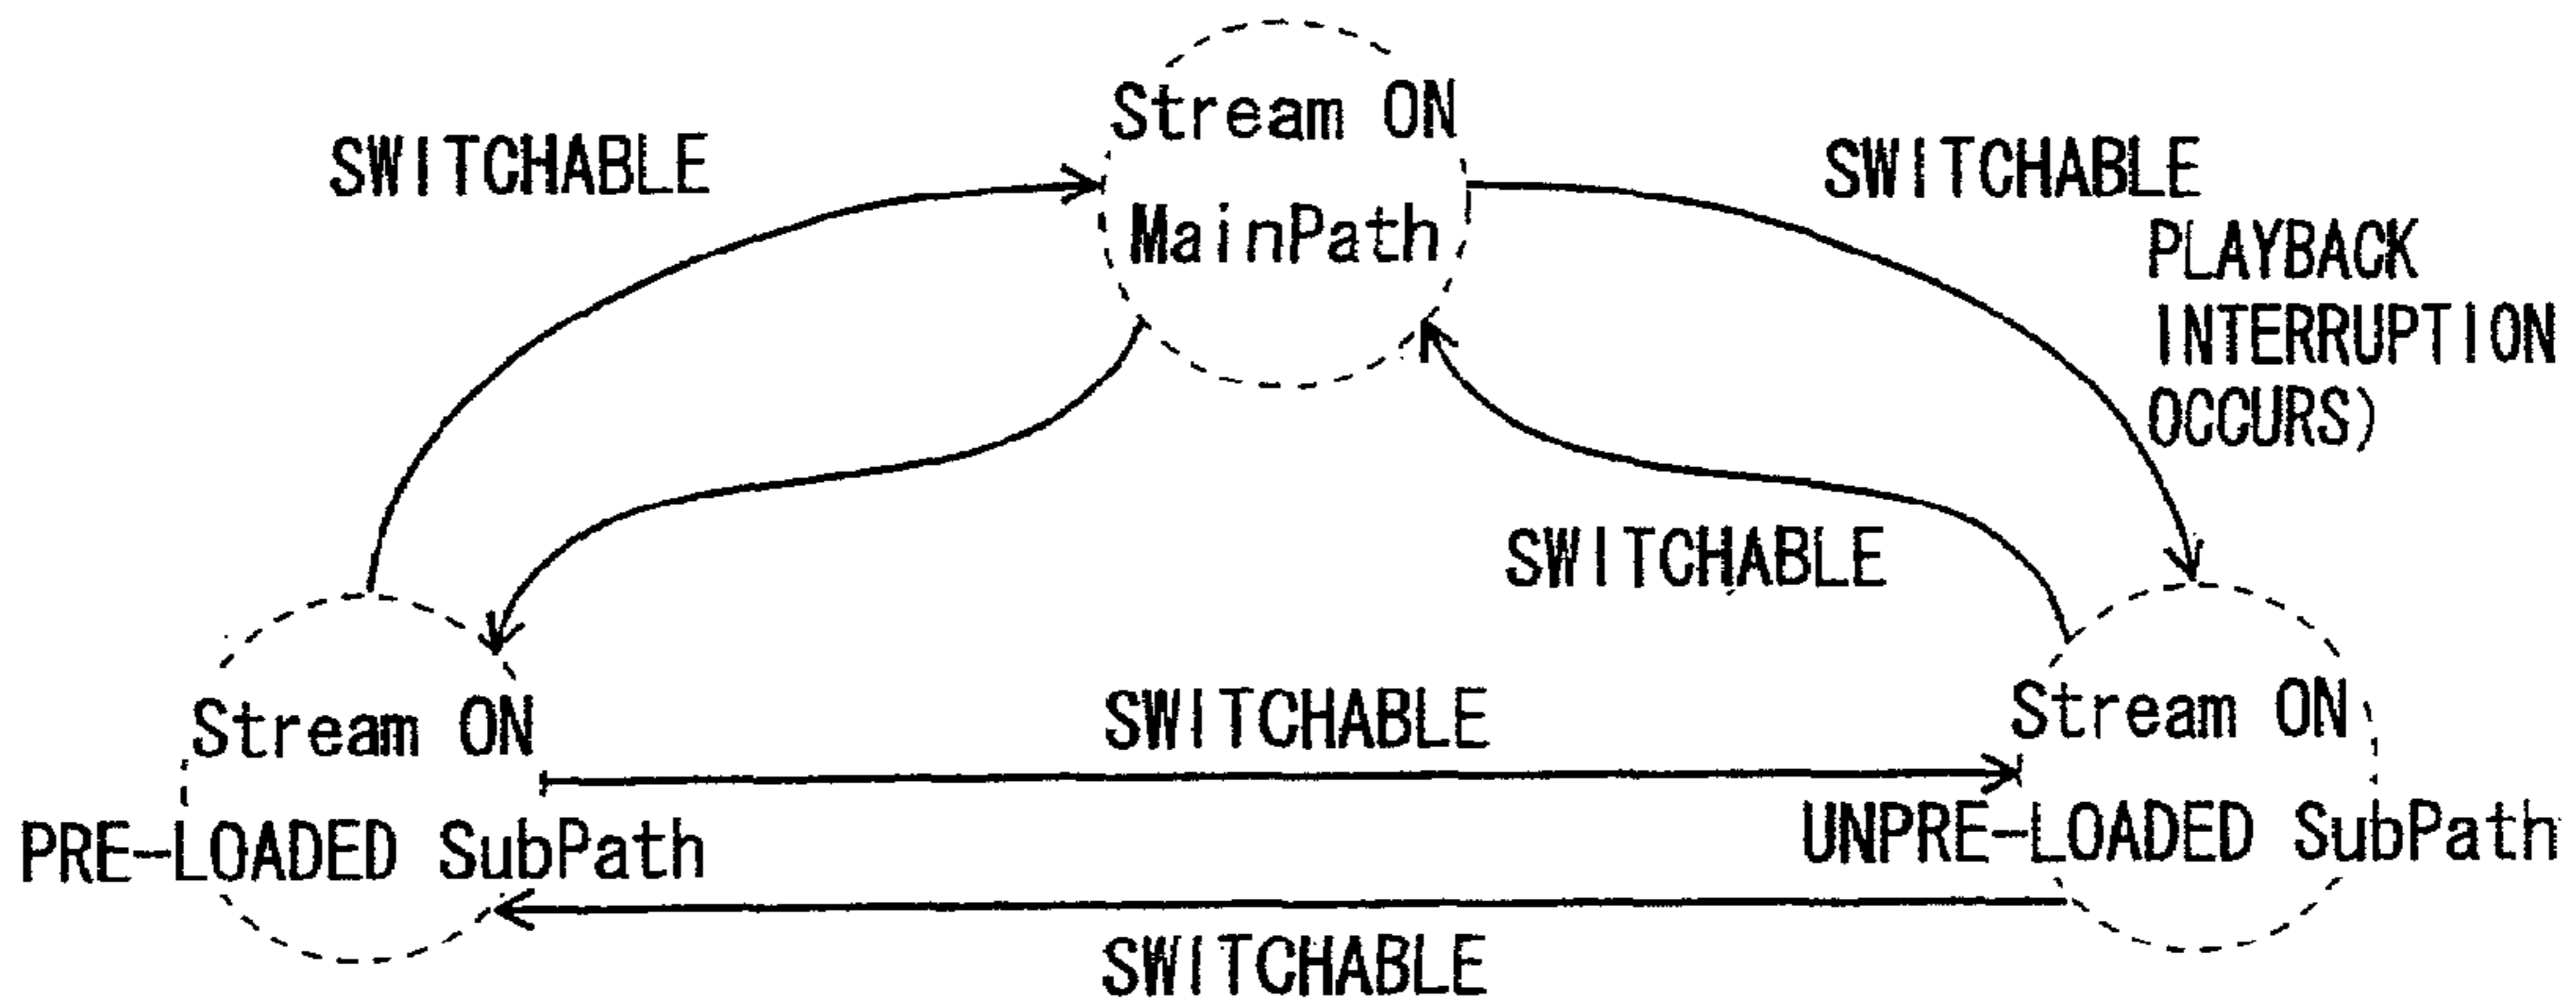 Stream ON
MainPath
SWITCHABLE
SWITCHABLE
PLAYBACK
INTERRUPTION
OCCURS)
SWITCHABLE
Stream ON
PRE-LOADED SubPath
SWITCHABLE
Stream ON
UNPRE-LOADED SubPath
SWITCHABLE